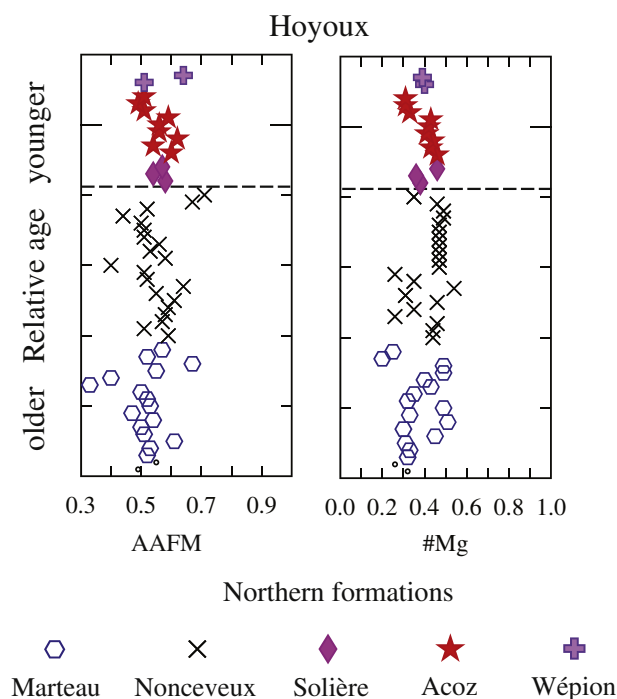 Hoyoux
older Relative age younger
0.3 0.5 0.7 0.9
0.0 0.2 0.4 0.6 0.8 1.0
AAFM
#Mg
Northern formations
Marteau Nonceveux Solière Acoz Wépion